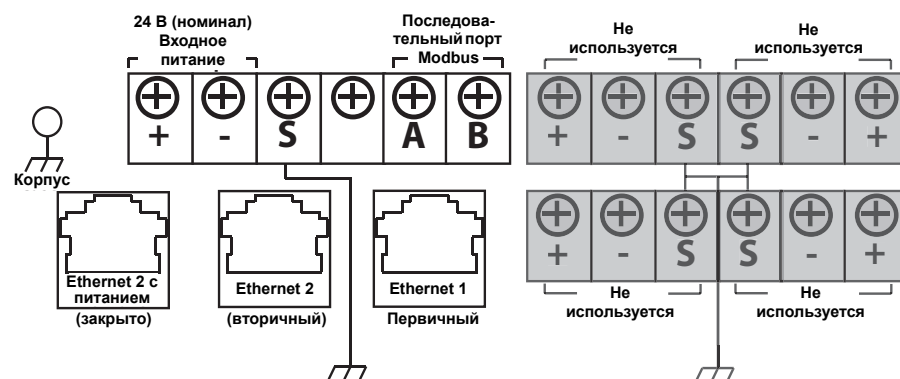 24 В (номинал)
Входное
питание
Последова-
тельный порт
Modbus
Не
используется
Не
используется
+ - S A B
+ - S S - +
Корпус
+ - S S - +
Ethernet 2 с
питанием
(закрыто)
Ethernet 2
(вторичный)
Ethernet 1
Первичный
Не
используется
Не
используется